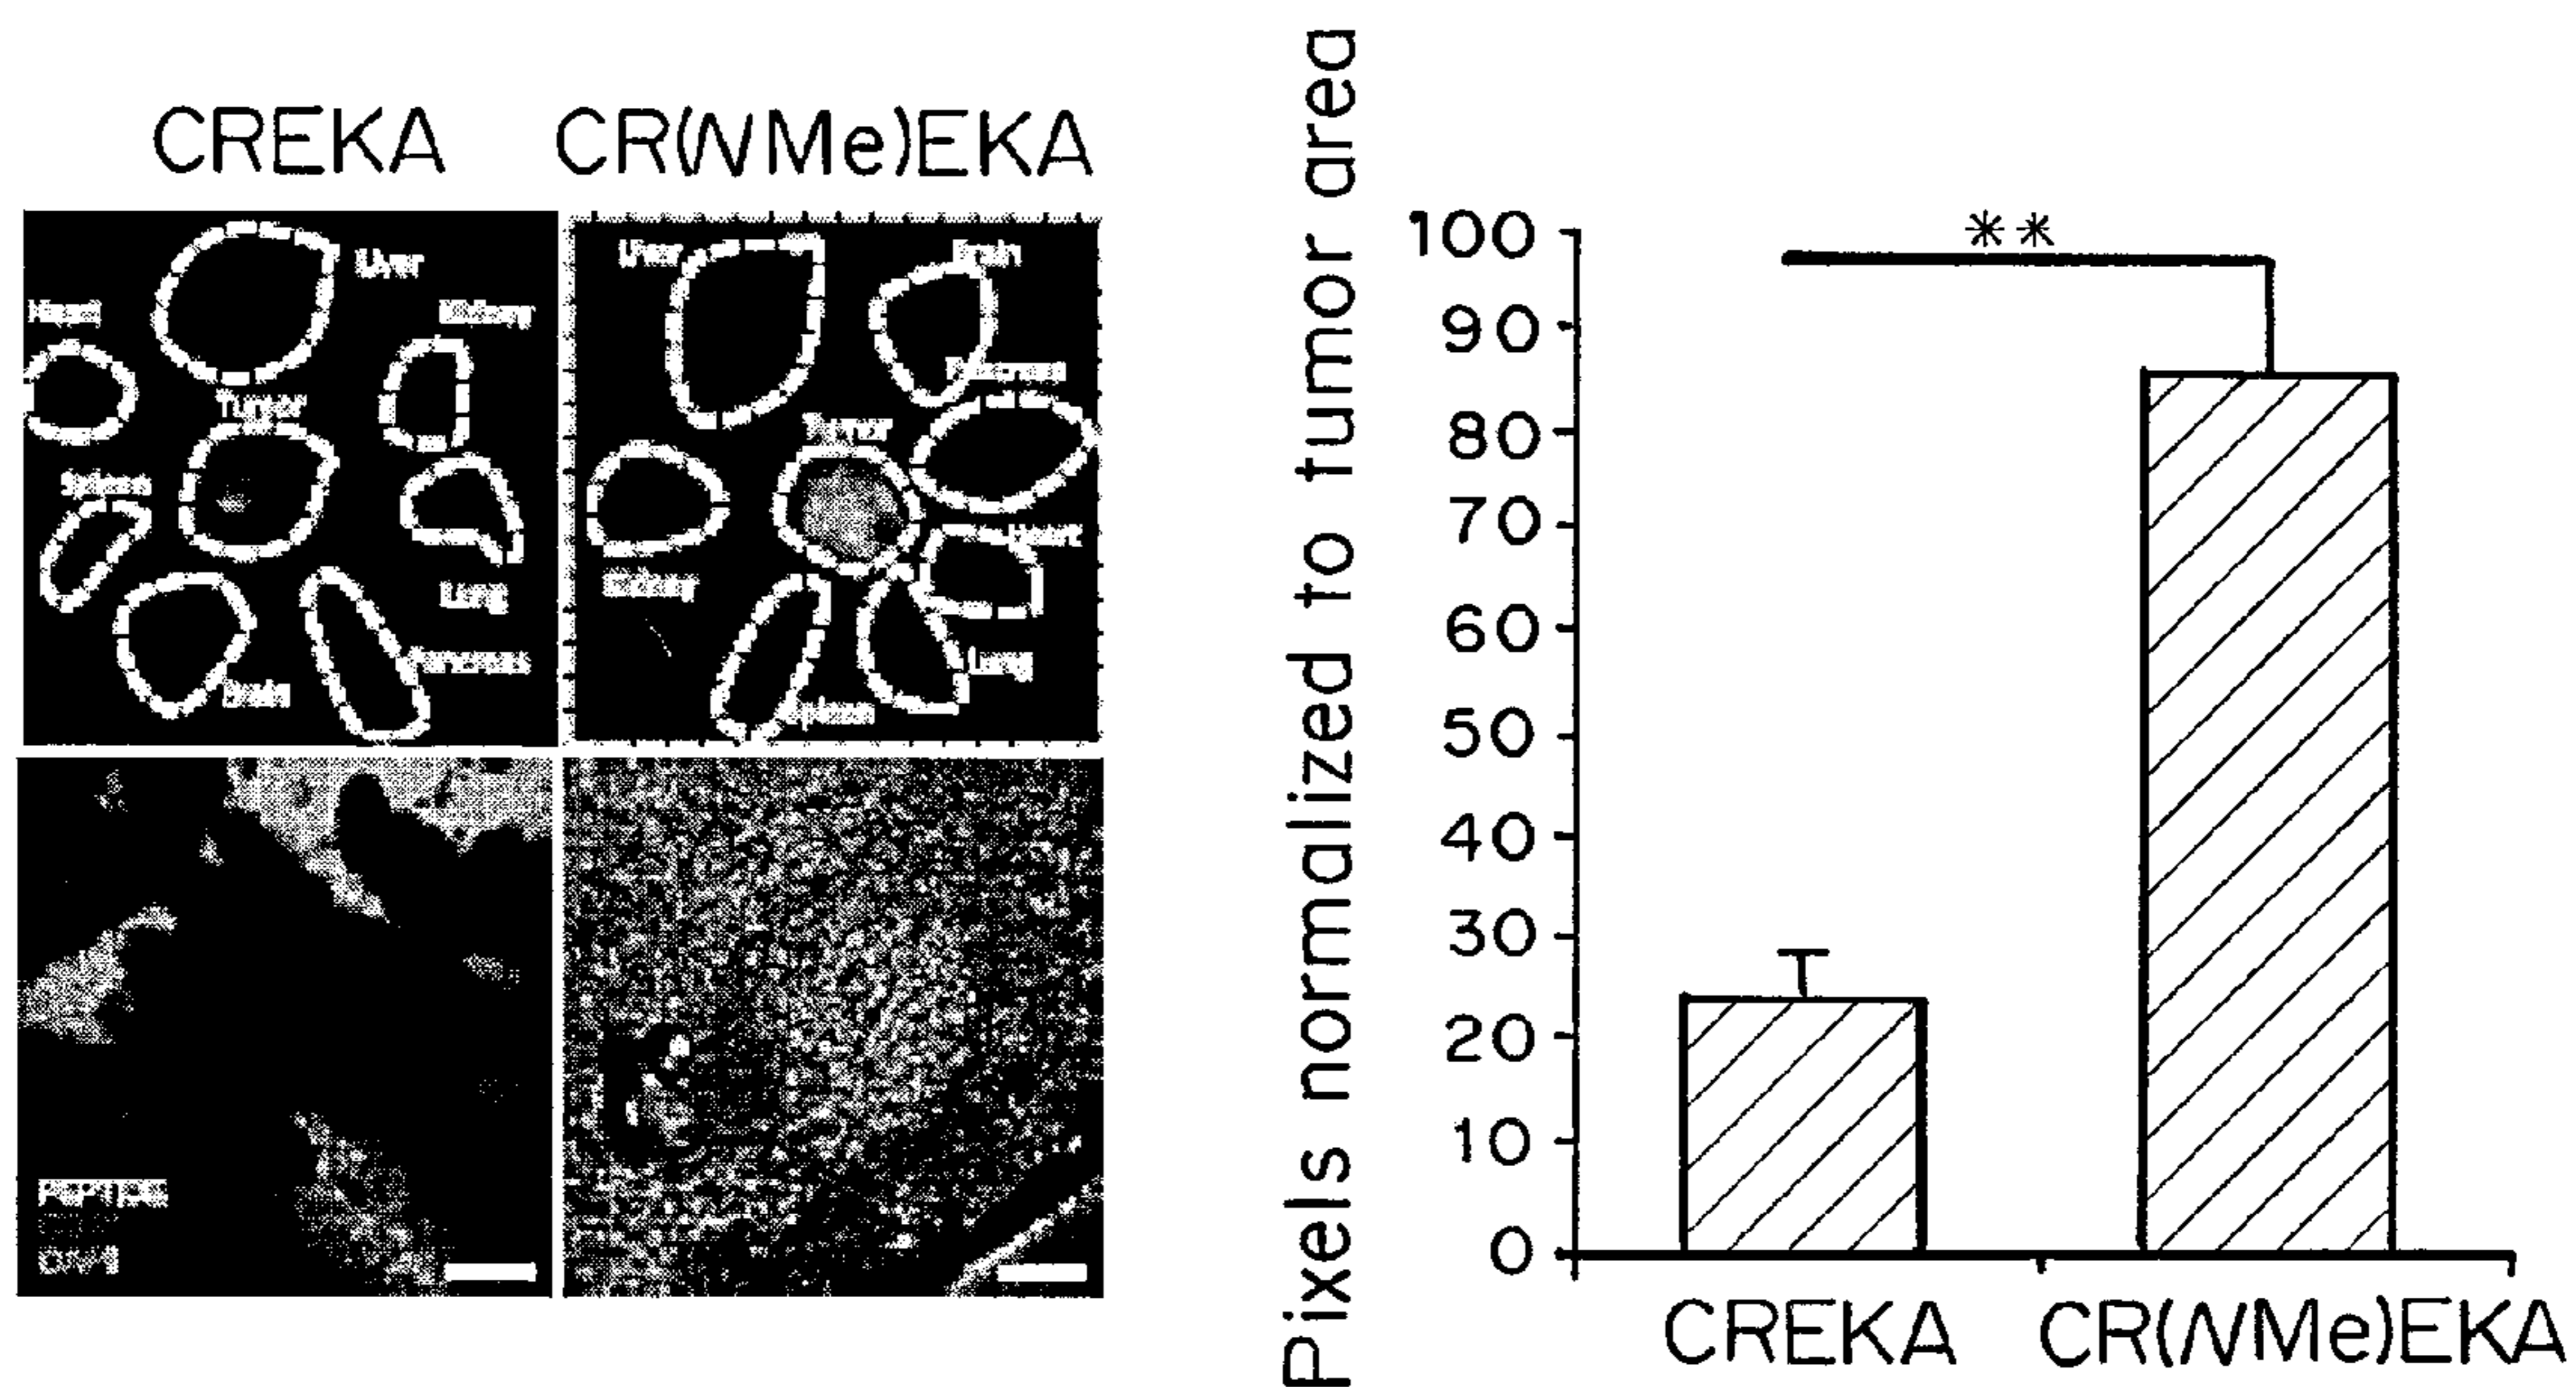 CREKA
CR(NMe)EKA
Liver
Heart
Kidney
Tumor
Spleen
Lung
Pancreas
Brain
Liver
Brain
Pancreas
Tumor
Heart
Kidney
Lung
Spleen
PEPTIDE
Pixels normalized to tumor area
100
90
80
70
60
50
40
30
20
10
0
**
CREKA
CR(NMe)EKA